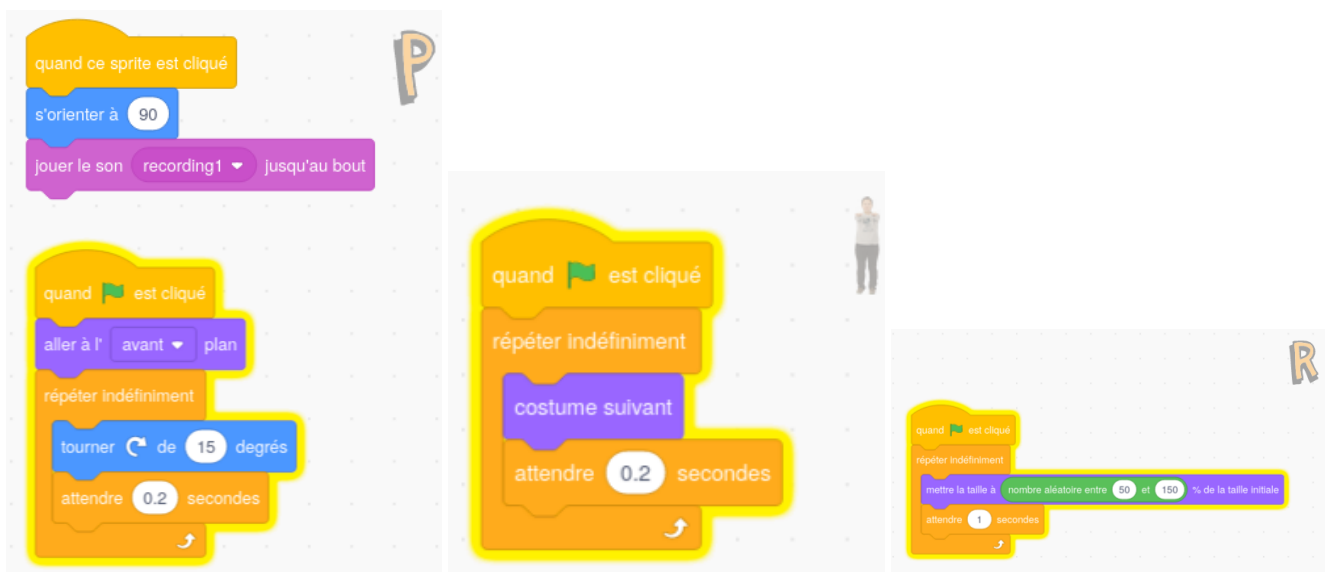 quand ce sprite est cliqué
s'orienter à 90
jouer le son recording1 jusqu'au bout
P
quand est cliqué
aller à l' avant plan
répéter indéfiniment
tourner de 15 degrés
attendre 0.2 secondes
quand est cliqué
répéter indéfiniment
costume suivant
attendre 0.2 secondes
R
quand est cliqué
répéter indéfiniment
mettre la taille à nombre aléatoire entre 50 et 150 % de la taille initiale
attendre 1 secondes